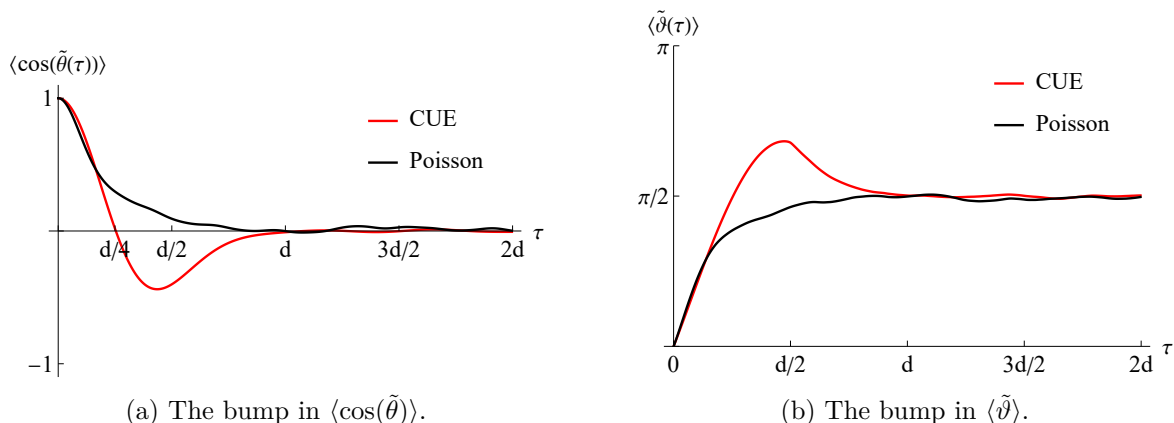 ⟨cos(θ̃(τ))⟩
1
CUE
Poisson
d/4
d/2
d
3d/2
2d
τ
−1
(a) The bump in ⟨cos(θ̃)⟩.
⟨ϑ̃(τ)⟩
π
CUE
Poisson
π/2
0
d/2
d
3d/2
2d
τ
(b) The bump in ⟨ϑ̃⟩.